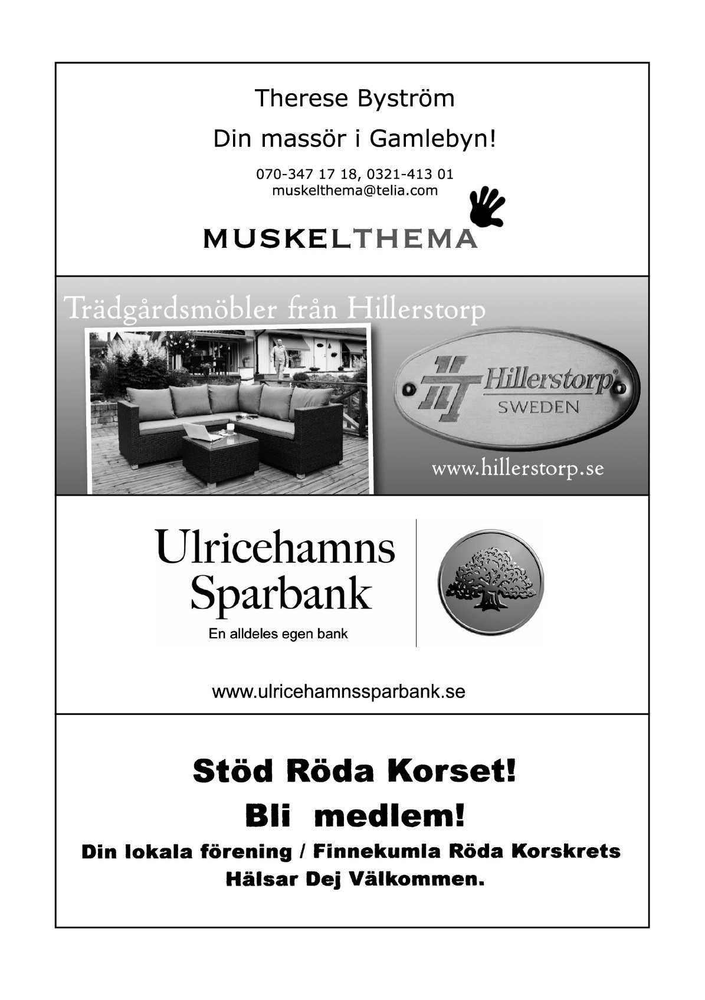 Therese Byström
Din massör i Gamlebyn!
070-347 17 18, 0321-413 01
muskelthema@telia.com
MUSKELTHEMA
Trädgårdsmöbler från Hillerstorp
Hillerstorp®
SWEDEN
www.hillerstorp.se
Ulricehamns
Sparbank
En alldeles egen bank
www.ulricehamnssparbank.se
Stöd Röda Korset!
Bli medlem!
Din lokala förening / Finnekumla Röda Korskrets
Hälsar Dej Välkommen.